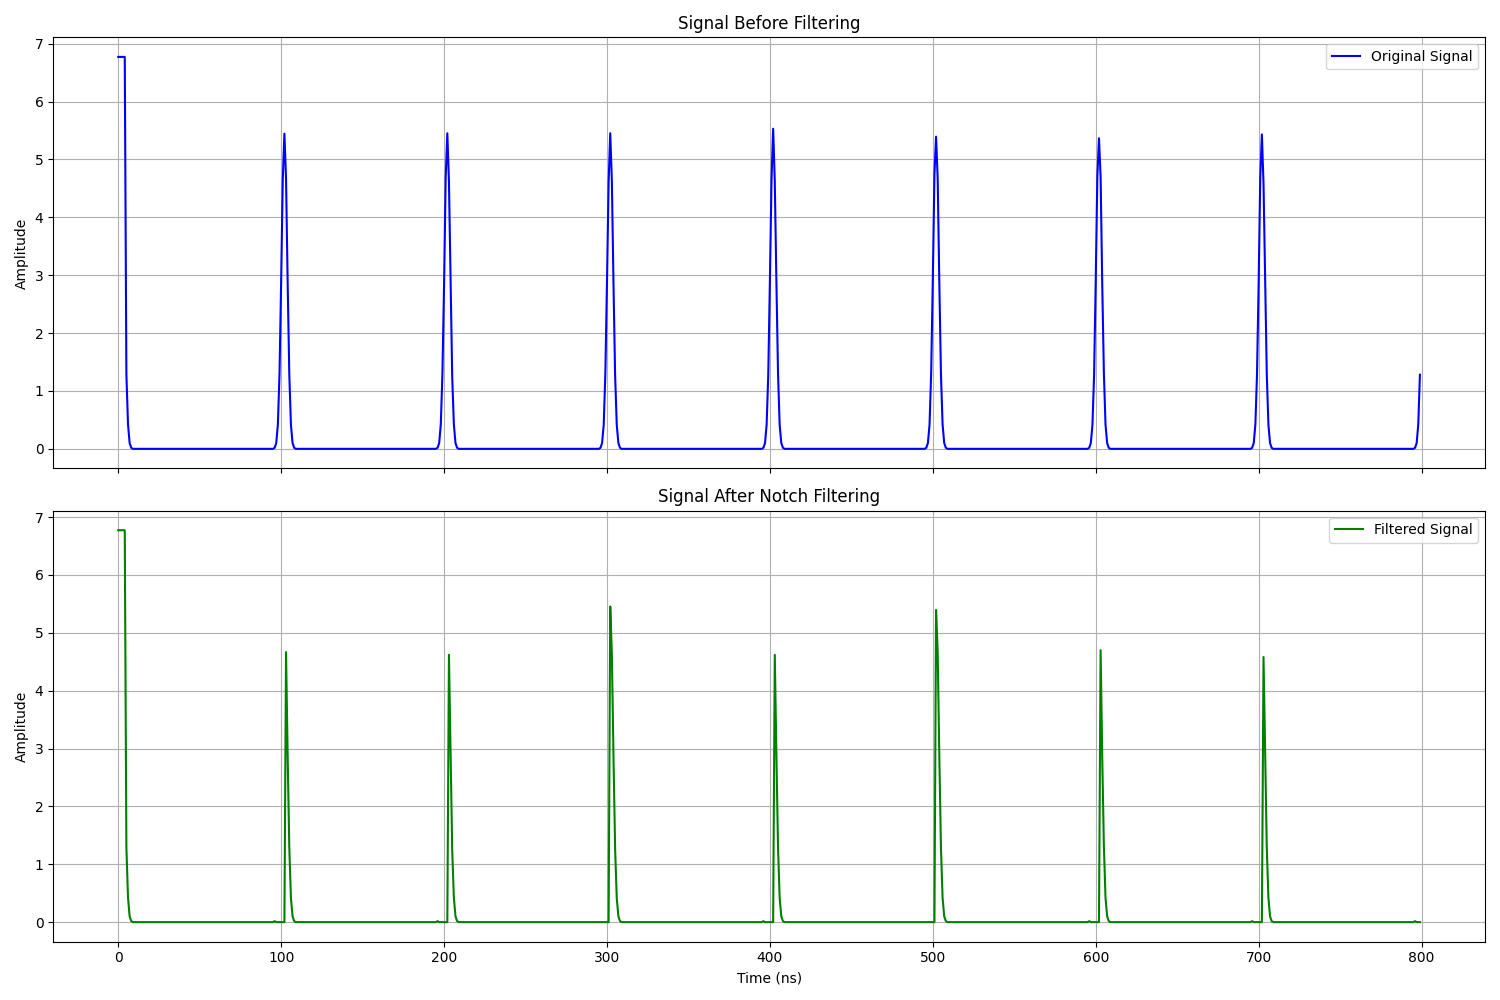 Signal Before Filtering
Original Signal
Amplitude
7
6
5
4
3
2
1
0
Signal After Notch Filtering
Filtered Signal
Amplitude
7
6
5
4
3
2
1
0
0 100 200 300 400 500 600 700 800
Time (ns)